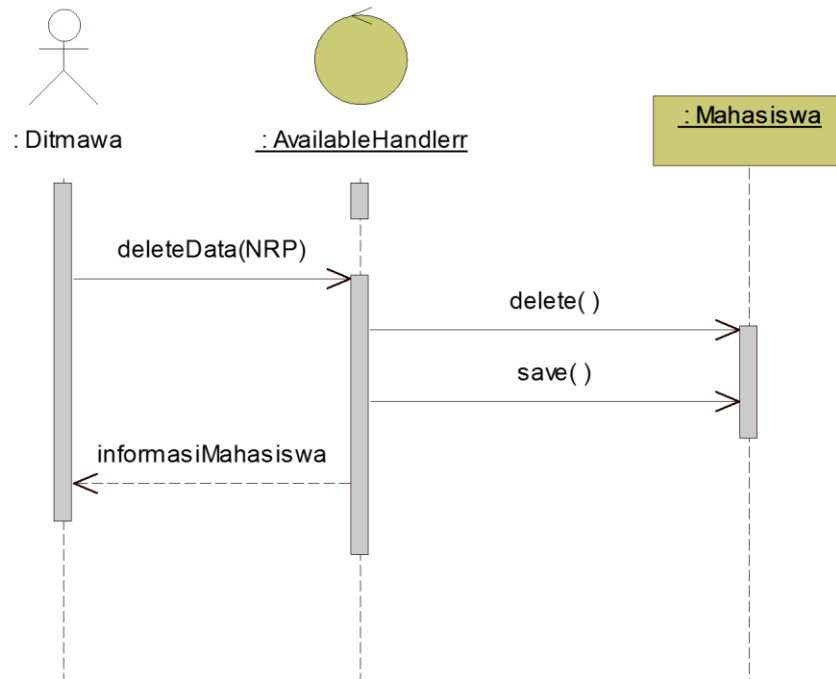 : Ditmawa
: AvailableHandlerr
: Mahasiswa
deleteData(NRP)
delete( )
save( )
informasiMahasiswa